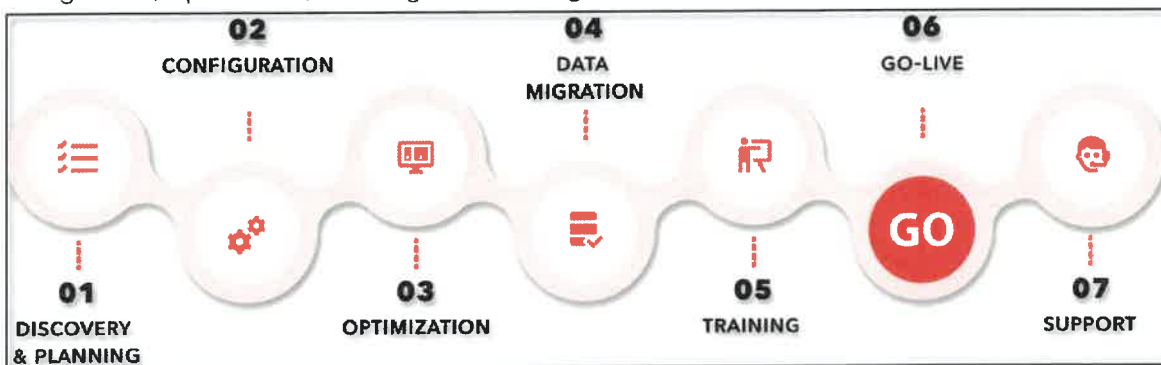 02
CONFIGURATION
04
DATA
MIGRATION
06
GO-LIVE
GO
01
DISCOVERY
& PLANNING
03
OPTIMIZATION
05
TRAINING
07
SUPPORT